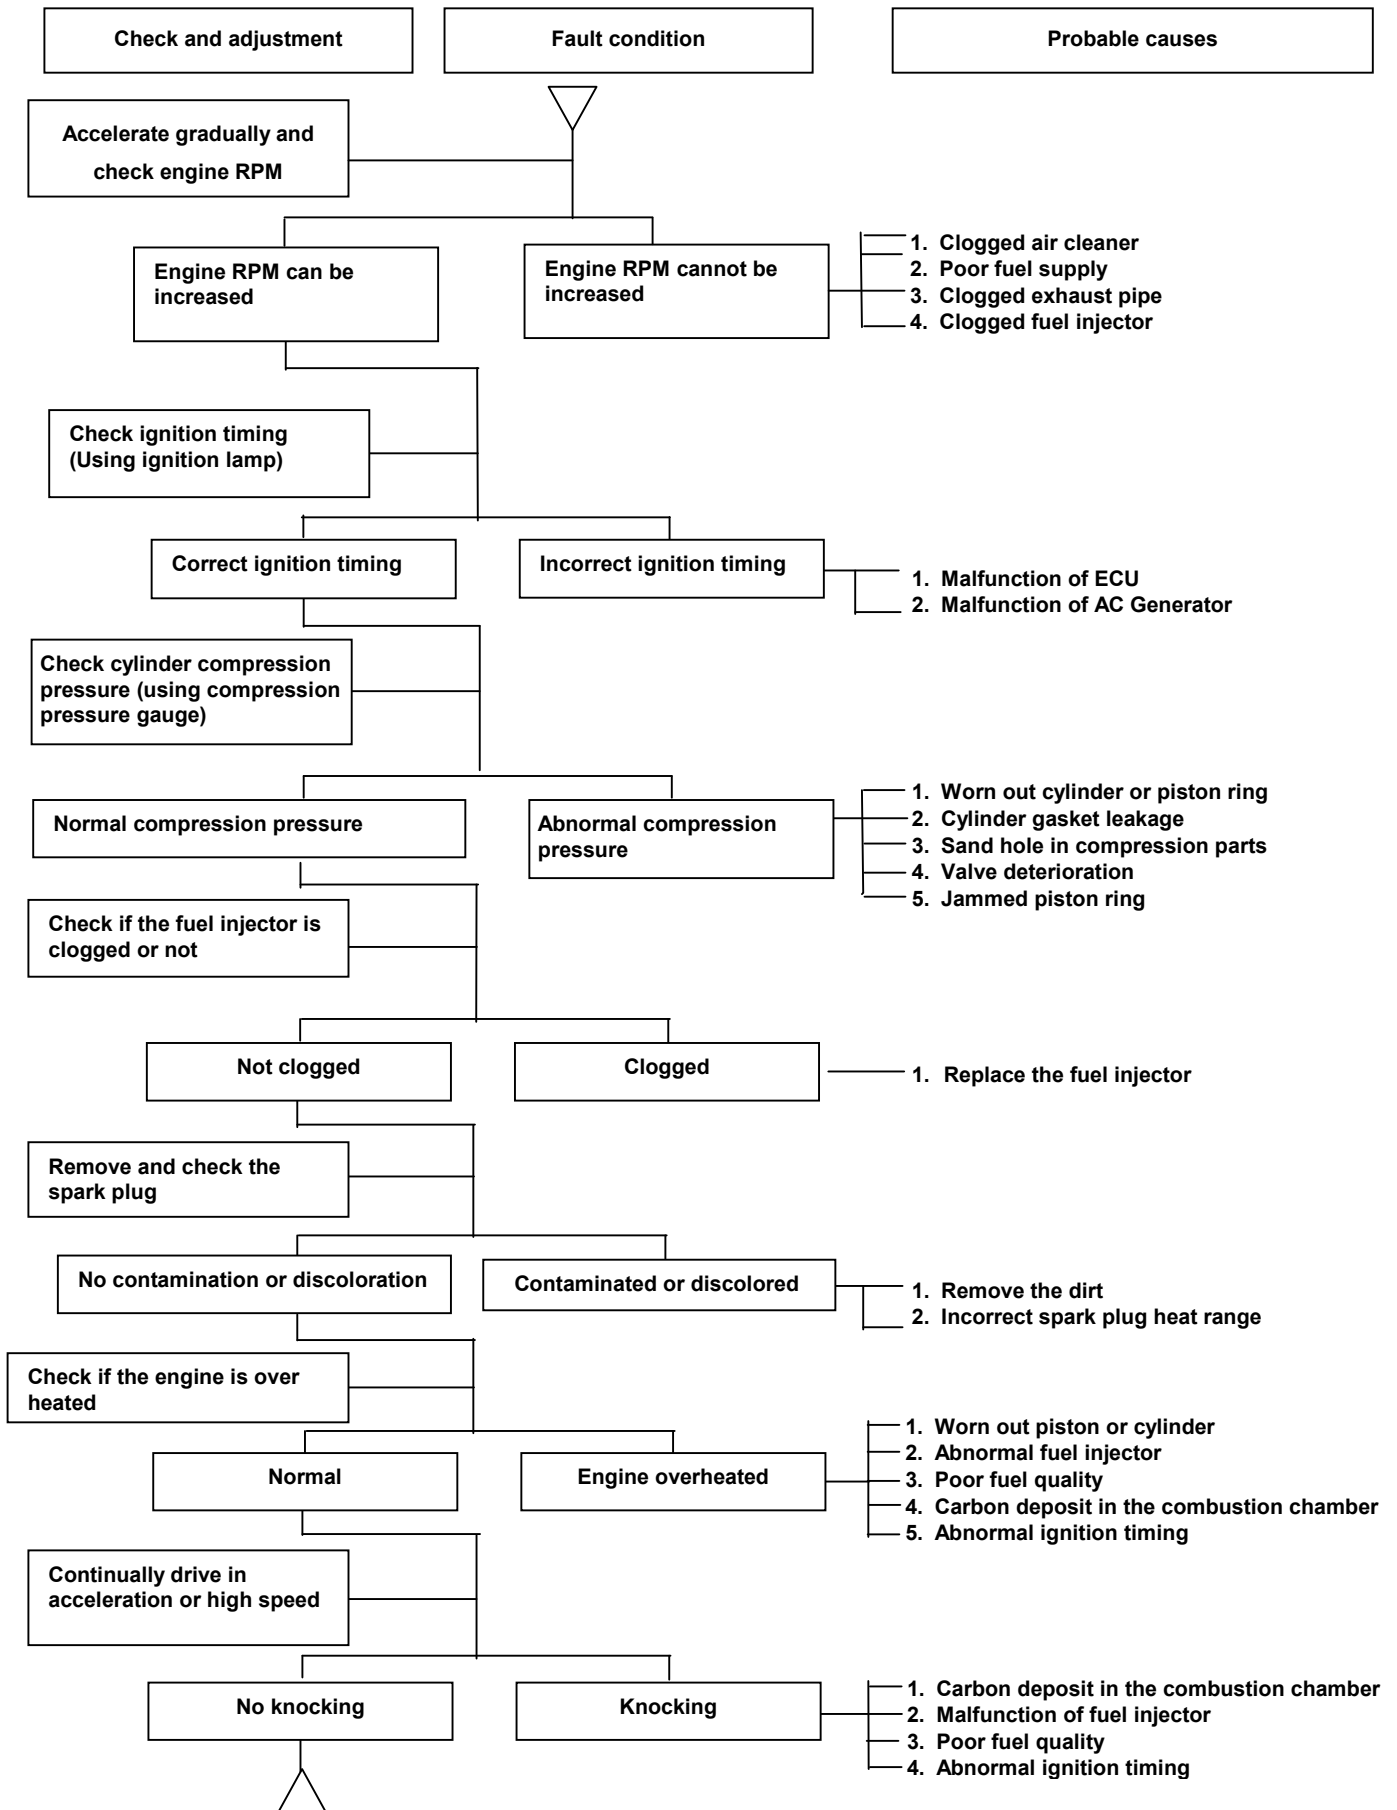 Check and adjustment
Fault condition
Probable causes
Accelerate gradually and
check engine RPM
Engine RPM can be
increased
Engine RPM cannot be
increased
1. Clogged air cleaner
2. Poor fuel supply
3. Clogged exhaust pipe
4. Clogged fuel injector
Check ignition timing
(Using ignition lamp)
Correct ignition timing
Incorrect ignition timing
1. Malfunction of ECU
2. Malfunction of AC Generator
Check cylinder compression
pressure (using compression
pressure gauge)
Normal compression pressure
Abnormal compression
pressure
1. Worn out cylinder or piston ring
2. Cylinder gasket leakage
3. Sand hole in compression parts
4. Valve deterioration
5. Jammed piston ring
Check if the fuel injector is
clogged or not
Not clogged
Clogged
1. Replace the fuel injector
Remove and check the
spark plug
No contamination or discoloration
Contaminated or discolored
1. Remove the dirt
2. Incorrect spark plug heat range
Check if the engine is over
heated
Normal
Engine overheated
1. Worn out piston or cylinder
2. Abnormal fuel injector
3. Poor fuel quality
4. Carbon deposit in the combustion chamber
5. Abnormal ignition timing
Continually drive in
acceleration or high speed
No knocking
Knocking
1. Carbon deposit in the combustion chamber
2. Malfunction of fuel injector
3. Poor fuel quality
4. Abnormal ignition timing